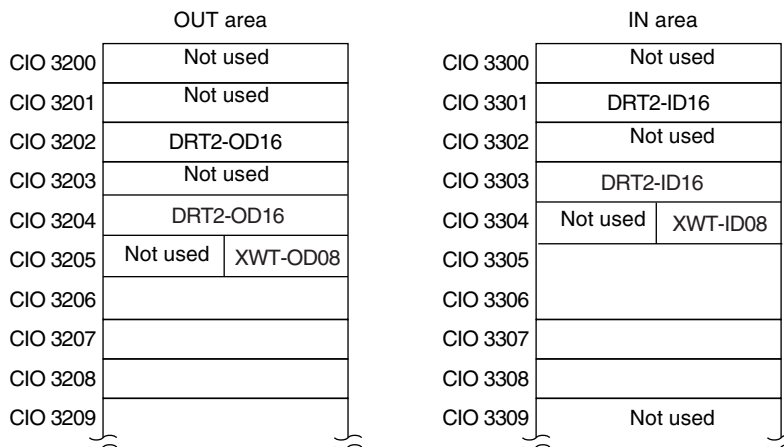 OUT area
CIO 3200 Not used
CIO 3201 Not used
CIO 3202 DRT2-OD16
CIO 3203 Not used
CIO 3204 DRT2-OD16
CIO 3205 Not used XWT-OD08
CIO 3206
CIO 3207
CIO 3208
CIO 3209
IN area
CIO 3300 Not used
CIO 3301 DRT2-ID16
CIO 3302 Not used
CIO 3303 DRT2-ID16
CIO 3304 Not used XWT-ID08
CIO 3305
CIO 3306
CIO 3307
CIO 3308
CIO 3309 Not used